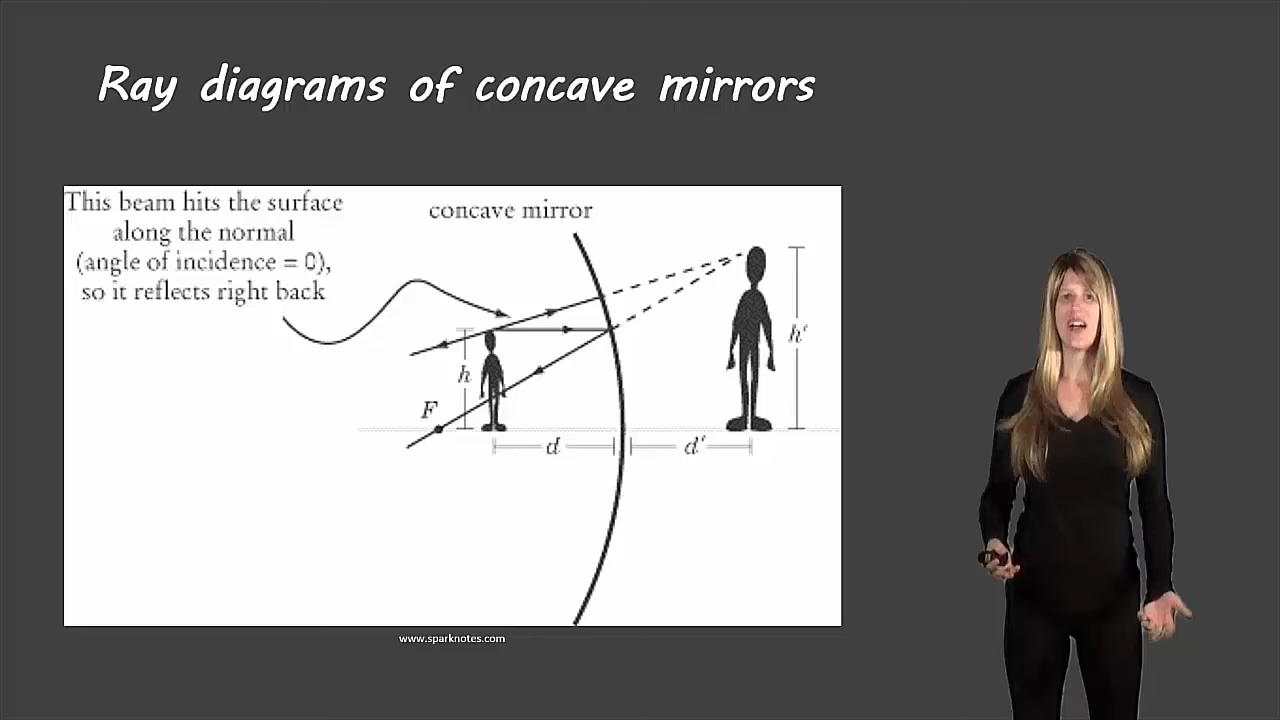 Ray diagrams of concave mirrors
This beam hits the surface
along the normal
(angle of incidence = 0),
so it reflects right back
concave mirror
h
h'
F
d
d'
www.sparknotes.com